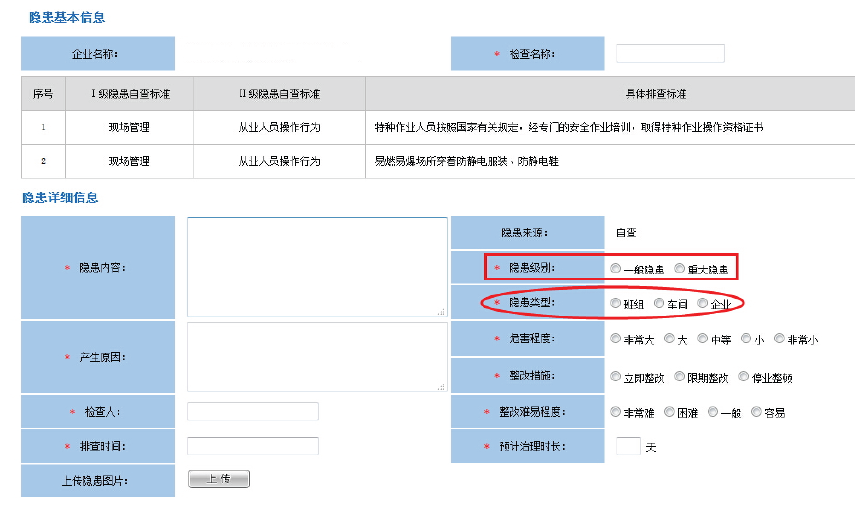 隐患基本信息
企业名称：
* 检查名称：
序号 I 级隐患自查标准 II级隐患自查标准 具体排查标准
1 现场管理 从业人员操作行为 特种作业人员按照国家有关规定，经专门的安全作业培训，取得特种作业操作资格证书
2 现场管理 从业人员操作行为 易燃易爆场所穿着防静电服装、防静电鞋
隐患详细信息
* 隐患内容：
隐患来源： 自查
* 隐患级别： 一般隐患 重大隐患
* 隐患类型： 班组 车间 企业
* 产生原因：
* 危害程度： 非常大 大 中等 小 非常小
* 整改措施： 立即整改 限期整改 停业整顿
* 检查人：
* 整改难易程度： 非常难 困难 一般 容易
* 排查时间：
* 预计治理时长： 天
上传隐患图片： 上 传